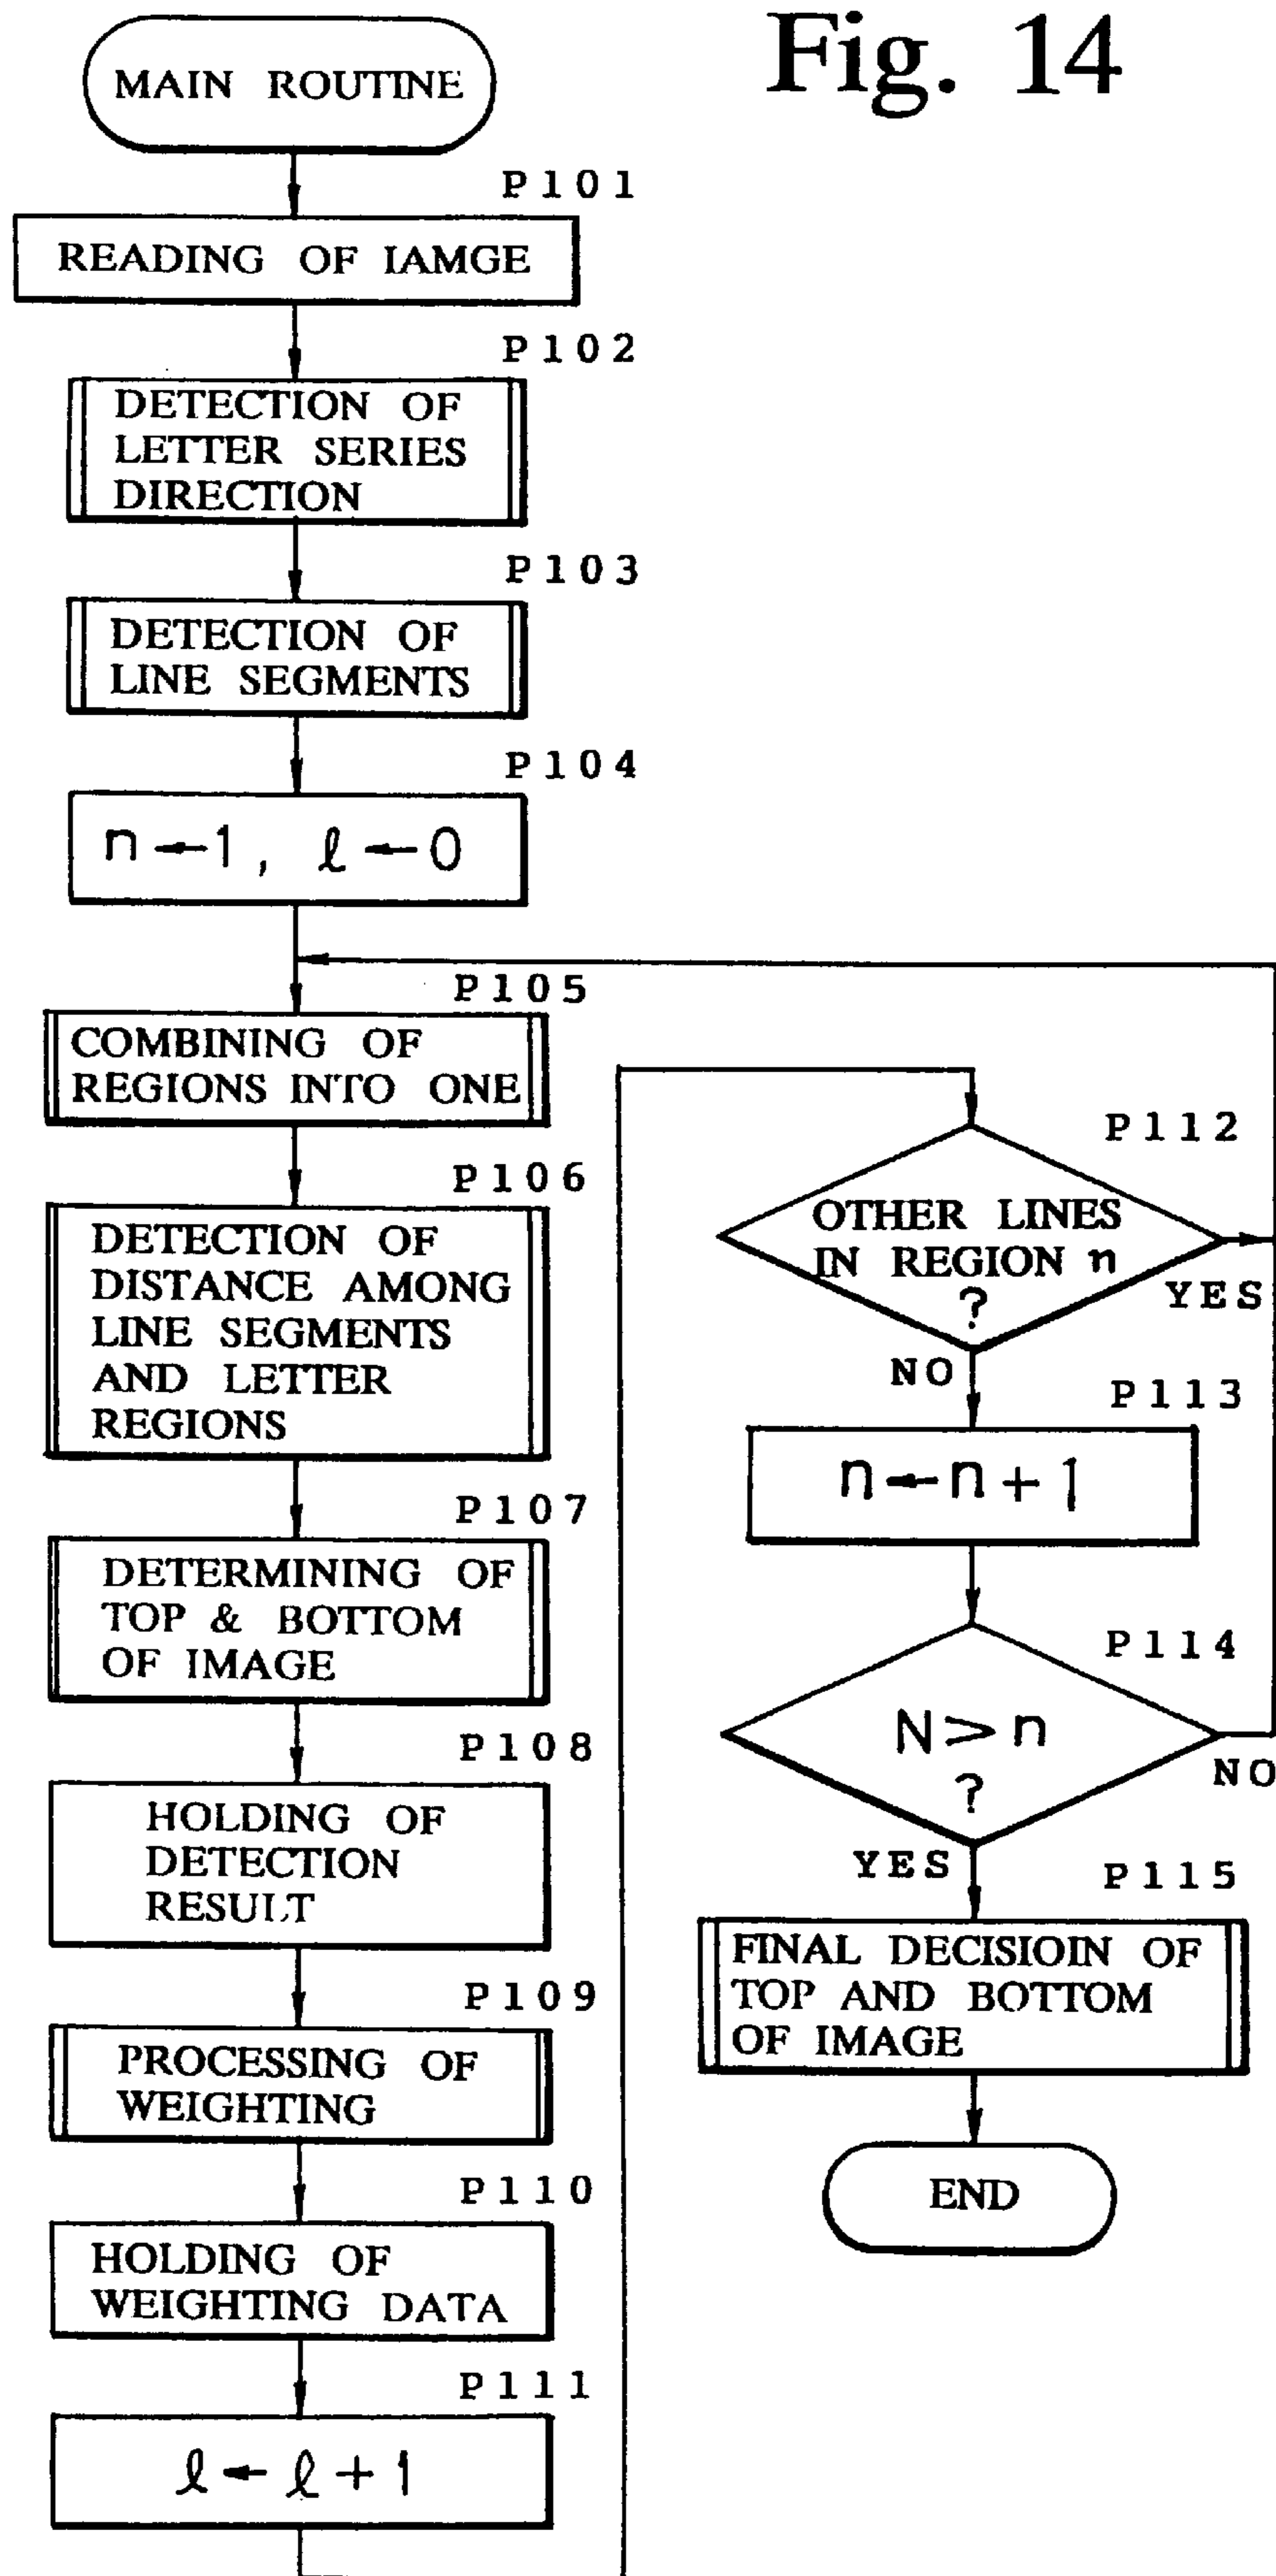 Fig. 14
MAIN ROUTINE
P101
READING OF IAMGE
P102
DETECTION OF
LETTER SERIES
DIRECTION
P103
DETECTION OF
LINE SEGMENTS
P104
n←1, ℓ←0
P105
COMBINING OF
REGIONS INTO ONE
P106
DETECTION OF
DISTANCE AMONG
LINE SEGMENTS
AND LETTER
REGIONS
P107
DETERMINING OF
TOP & BOTTOM
OF IMAGE
P108
HOLDING OF
DETECTION
RESULT
P109
PROCESSING OF
WEIGHTING
P110
HOLDING OF
WEIGHTING DATA
P111
ℓ←ℓ+1
P112
OTHER LINES
IN REGION n
?
YES
NO
P113
n←n+1
P114
N>n
?
NO
YES
P115
FINAL DECISIOIN OF
TOP AND BOTTOM
OF IMAGE
END